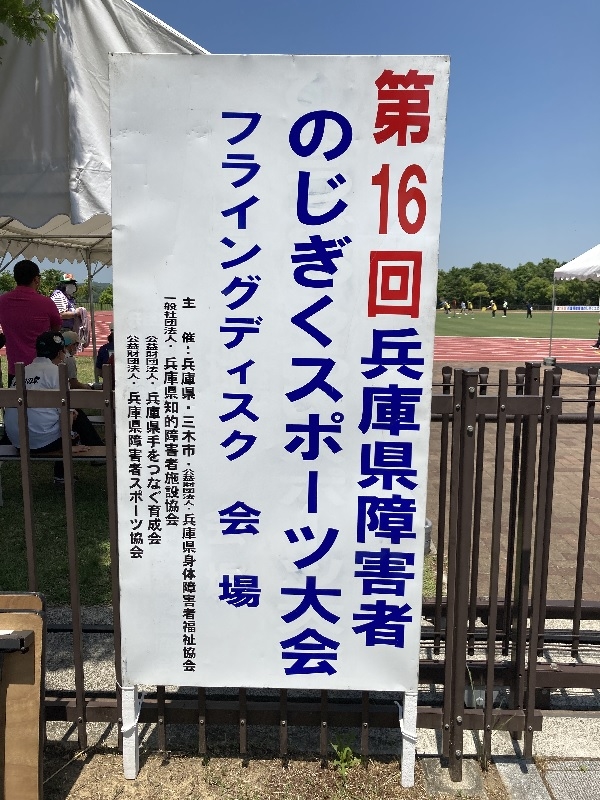 第16回兵庫県障害者
のじぎくスポーツ大会
フライングディスク 会場
主 催・兵庫県・三木市・公益財団法人・兵庫県身体障害者福祉協会
一般社団法人・兵庫県知的障害者施設協会
公益財団法人・兵庫県手をつなぐ育成会
公益財団法人・兵庫県障害者スポーツ協会